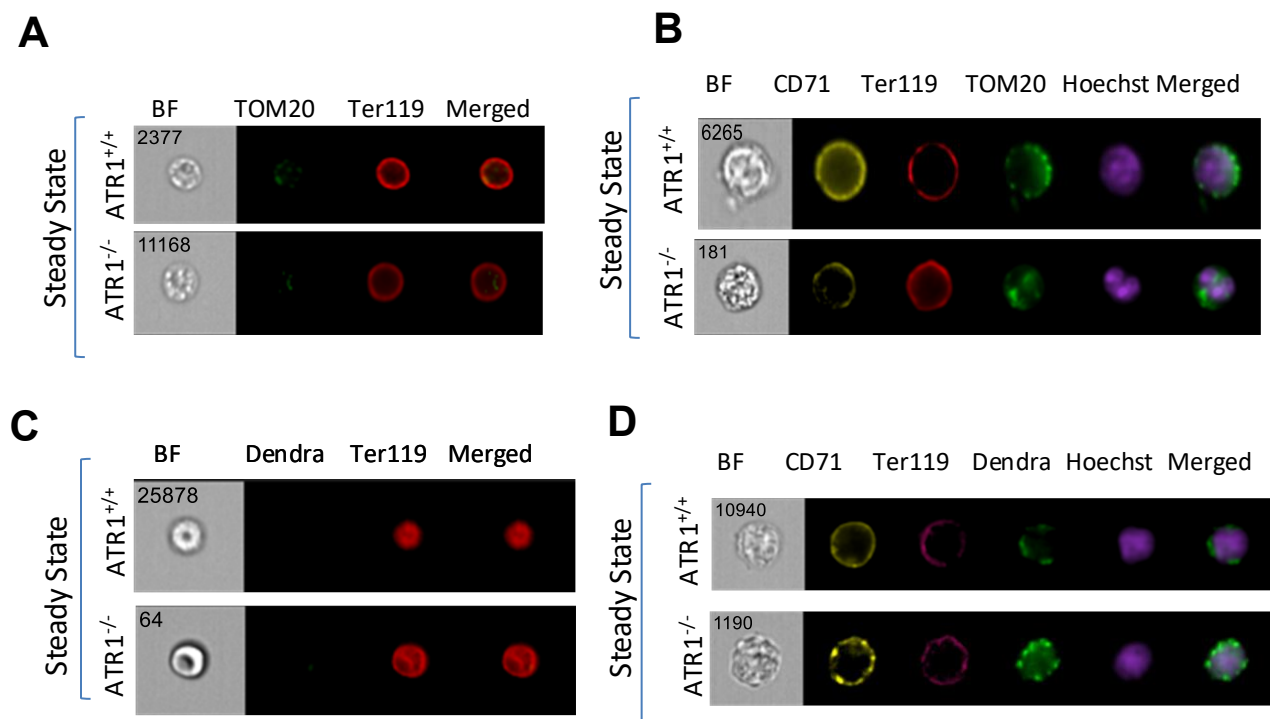 A
BF TOM20 Ter119 Merged
Steady State
ATR1+/+
2377
ATR1-/-
11168
B
BF CD71 Ter119 TOM20 Hoechst Merged
Steady State
ATR1+/+
6265
ATR1-/-
181
C
BF Dendra Ter119 Merged
Steady State
ATR1+/+
25878
ATR1-/-
64
D
BF CD71 Ter119 Dendra Hoechst Merged
Steady State
ATR1+/+
10940
ATR1-/-
1190